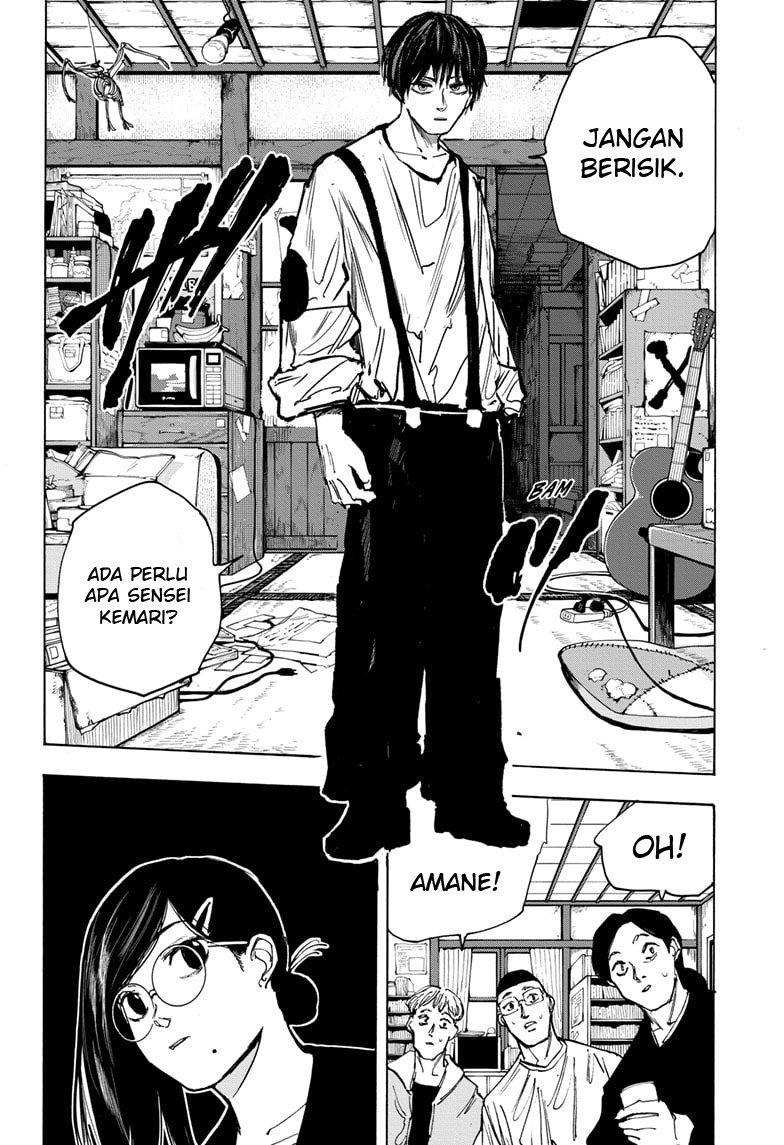 JANGAN
BERISIK.
BAM
ADA PERLU
APA SENSEI
KEMARI?
OH!
AMANE!